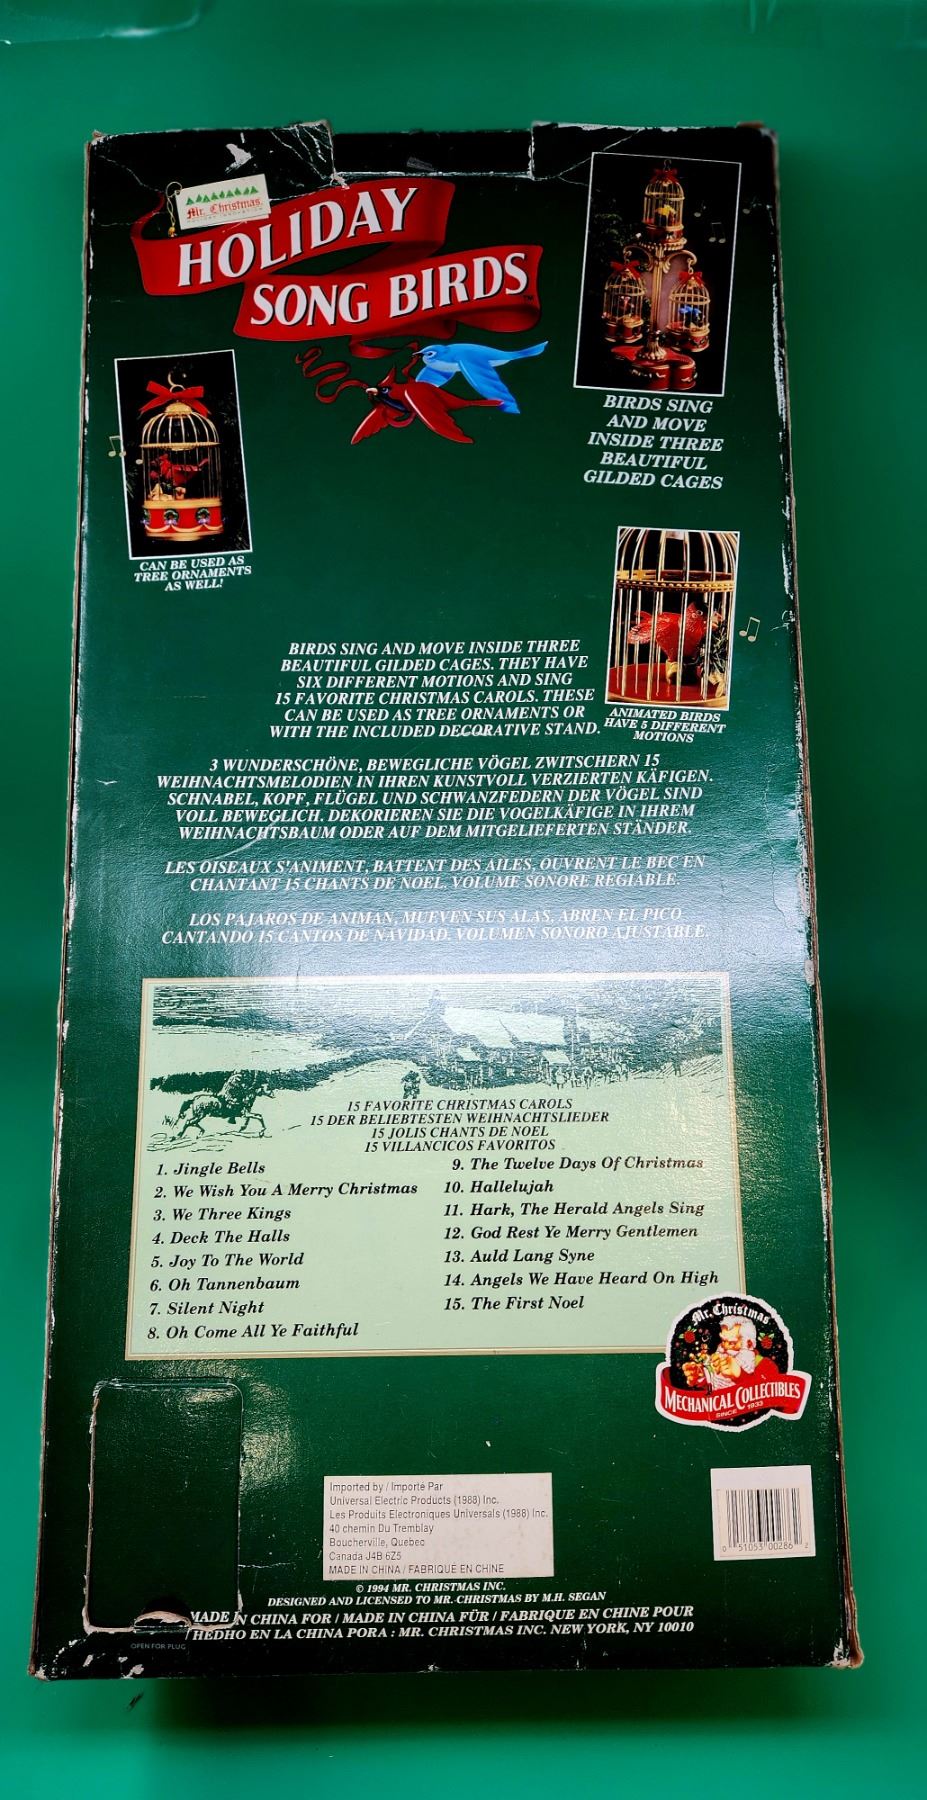 Mr. Christmas
HOLIDAY
SONG BIRDS
TM
BIRDS SING
AND MOVE
INSIDE THREE
BEAUTIFUL
GILDED CAGES
CAN BE USED AS
TREE ORNAMENTS
AS WELL!
BIRDS SING AND MOVE INSIDE THREE
BEAUTIFUL GILDED CAGES. THEY HAVE
SIX DIFFERENT MOTIONS AND SING
15 FAVORITE CHRISTMAS CAROLS. THESE
CAN BE USED AS TREE ORNAMENTS OR
WITH THE INCLUDED DECORATIVE STAND.
ANIMATED BIRDS
HAVE 5 DIFFERENT
MOTIONS
3 WUNDERSCHÖNE, BEWEGLICHE VÖGEL ZWITSCHERN 15
WEIHNACHTSMELODIEN IN IHREN KUNSTVOLL VERZIERTEN KÄFIGEN.
SCHNABEL, KOPF, FLÜGEL UND SCHWANZFEDERN DER VÖGEL SIND
VOLL BEWEGLICH. DEKORIEREN SIE DIE VOGELKÄFIGE IN IHREM
WEIHNACHTSBAUM ODER AUF DEM MITGELIEFERTEN STÄNDER.
LES OISEAUX S'ANIMENT, BATTENT DES AILES, OUVRENT LE BEC EN
CHANTANT 15 CHANTS DE NOEL. VOLUME SONORE REGIABLE.
LOS PAJAROS DE ANIMAN, MUEVEN SUS ALAS, ABREN EL PICO
CANTANDO 15 CANTOS DE NAVIDAD. VOLUMEN SONORO AJUSTABLE.
15 FAVORITE CHRISTMAS CAROLS
15 DER BELIEBTESTEN WEIHNACHTSLIEDER
15 JOLIS CHANTS DE NOEL
15 VILLANCICOS FAVORITOS
1. Jingle Bells
2. We Wish You A Merry Christmas
3. We Three Kings
4. Deck The Halls
5. Joy To The World
6. Oh Tannenbaum
7. Silent Night
8. Oh Come All Ye Faithful
9. The Twelve Days Of Christmas
10. Hallelujah
11. Hark, The Herald Angels Sing
12. God Rest Ye Merry Gentlemen
13. Auld Lang Syne
14. Angels We Have Heard On High
15. The First Noel
Mr. Christmas
MECHANICAL COLLECTIBLES
SINCE 1933
Imported by / Importé Par
Universal Electric Products (1988) Inc.
Les Produits Electroniques Universals (1988) Inc.
40 chemin Du Tremblay
Boucherville, Quebec
Canada J4B 6Z5
MADE IN CHINA / FABRIQUÉ EN CHINE
0 51053 00286 2
© 1994 MR. CHRISTMAS INC.
DESIGNED AND LICENSED TO MR. CHRISTMAS BY M.H. SEGAN
MADE IN CHINA FOR / MADE IN CHINA FÜR / FABRIQUE EN CHINE POUR
/ HEDHO EN LA CHINA PORA : MR. CHRISTMAS INC. NEW YORK, NY 10010
OPEN FOR PLUG